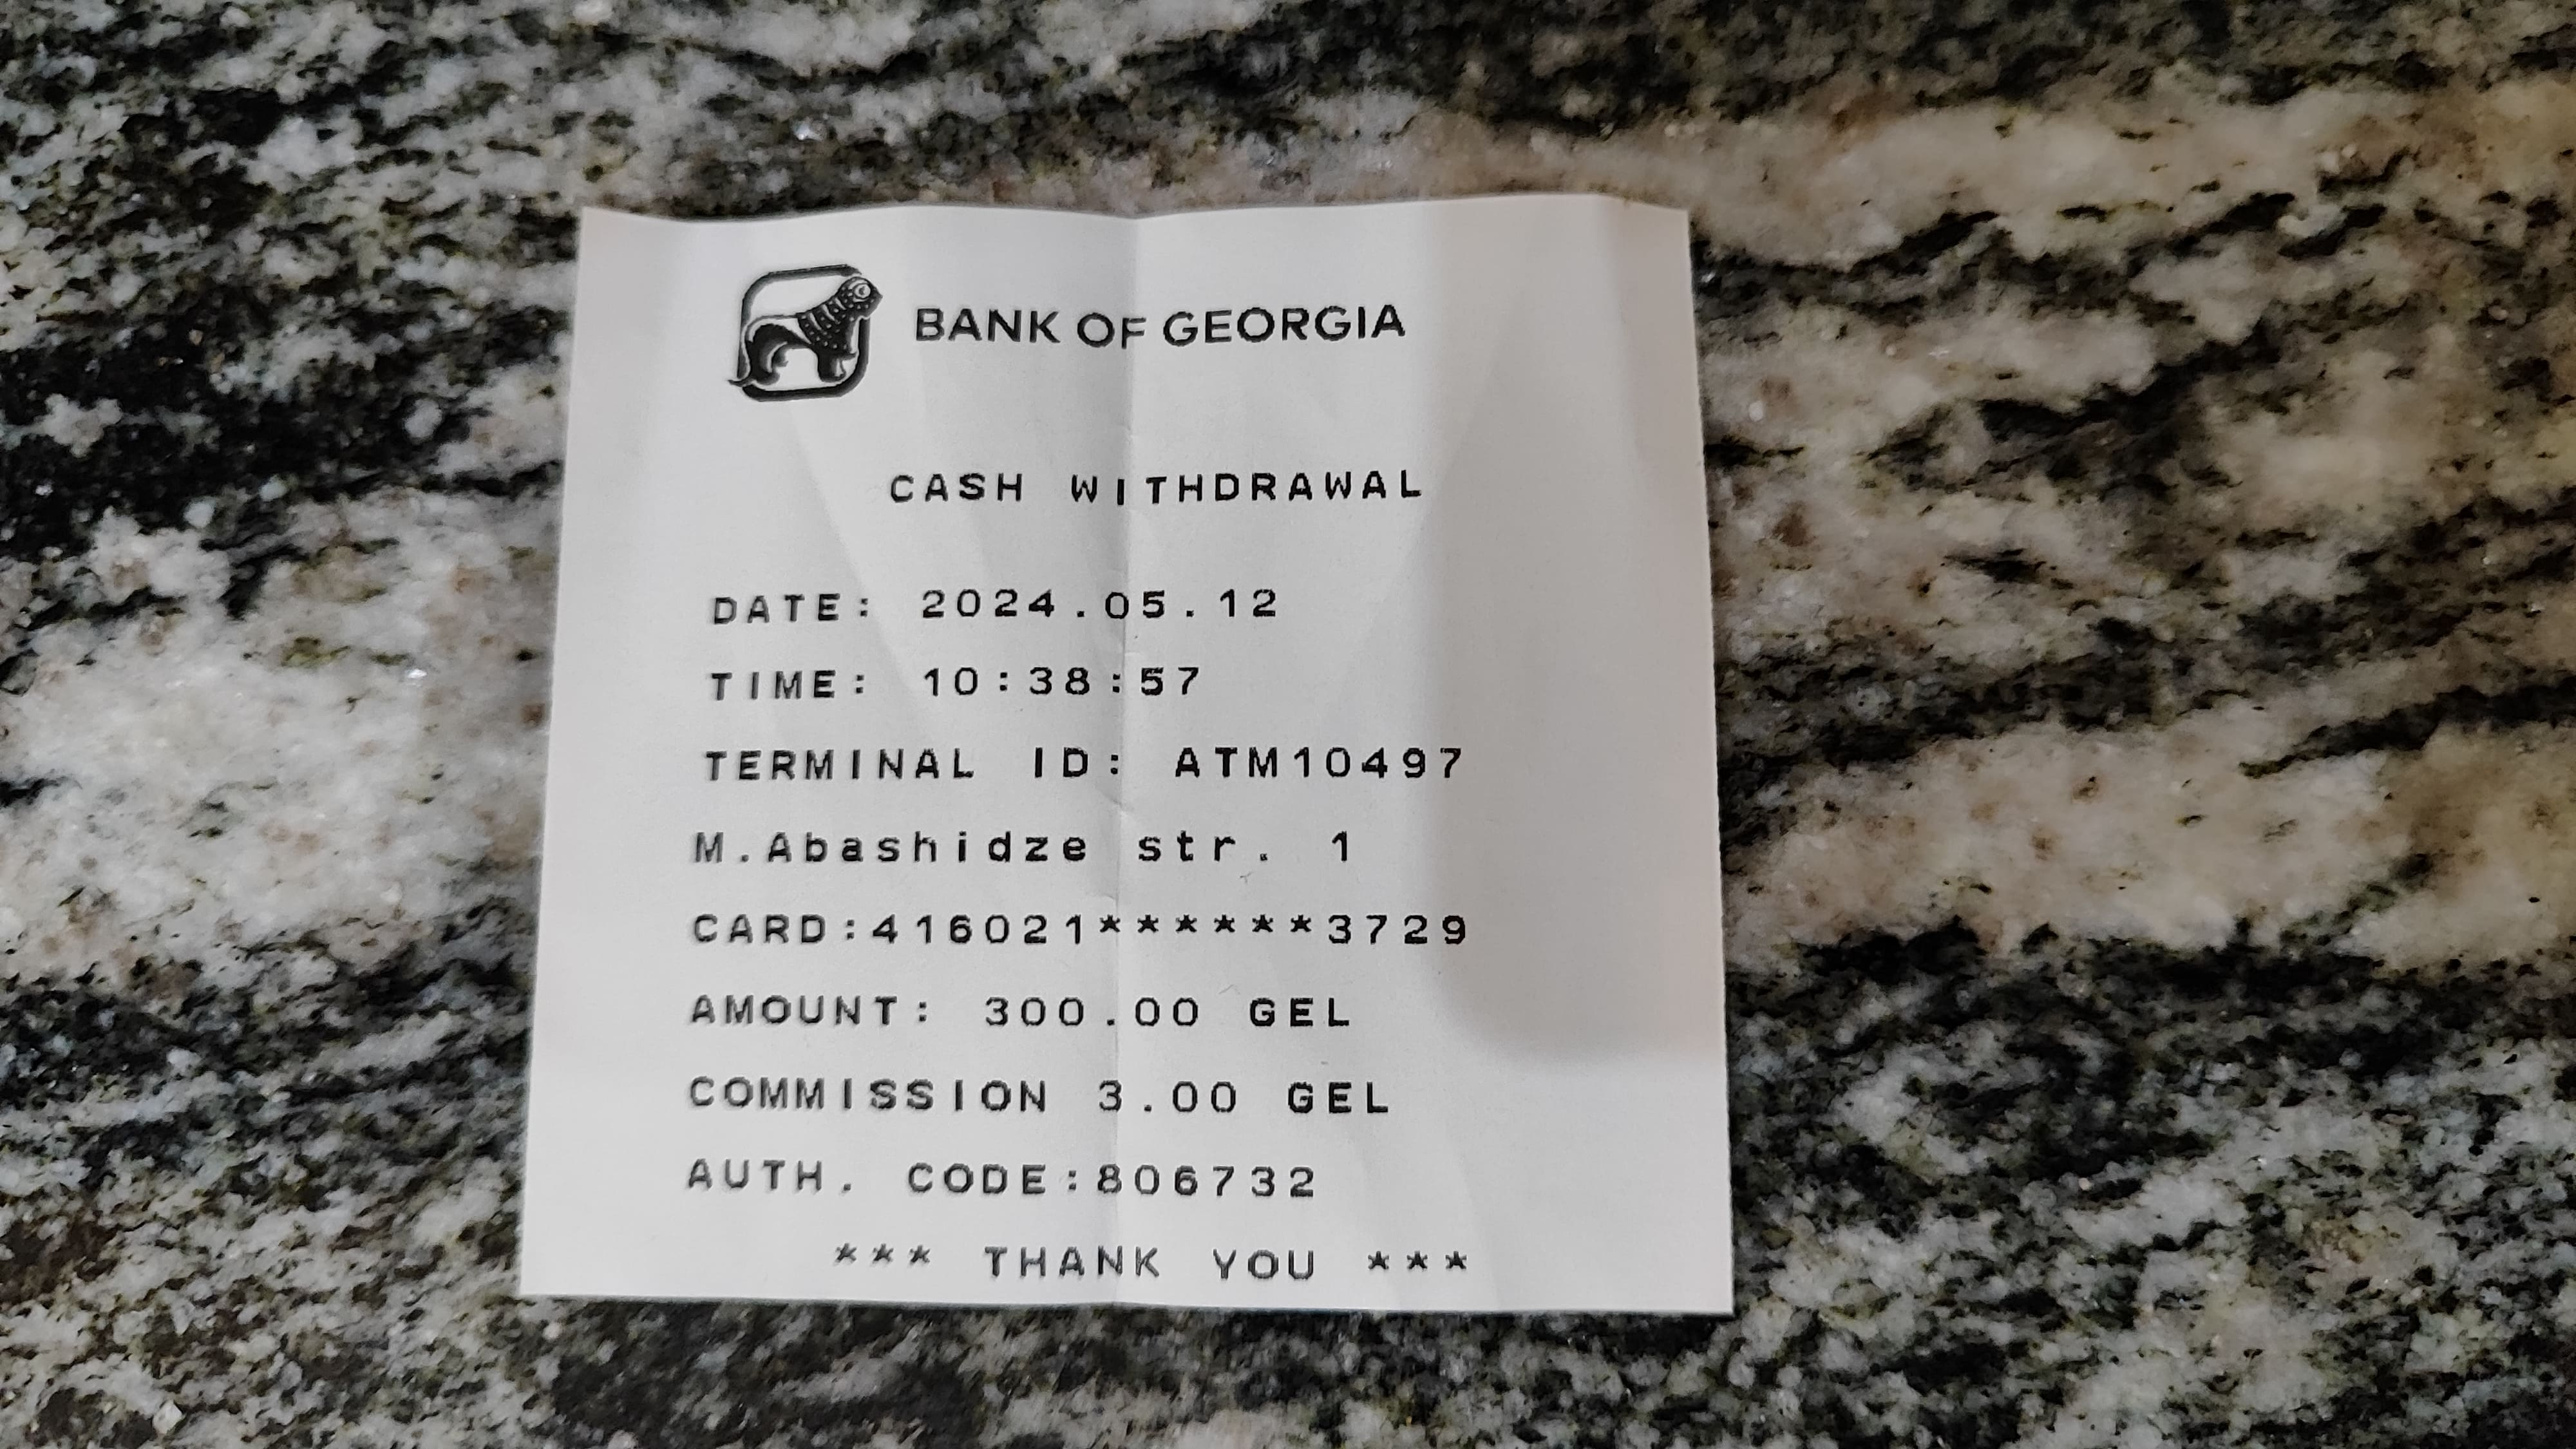 BANK OF GEORGIA
CASH WITHDRAWAL
DATE: 2024.05.12
TIME: 10:38:57
TERMINAL ID: ATM10497
M.Abashidze str. 1
CARD:416021******3729
AMOUNT: 300.00 GEL
COMMISSION 3.00 GEL
AUTH. CODE:806732
*** THANK YOU ***